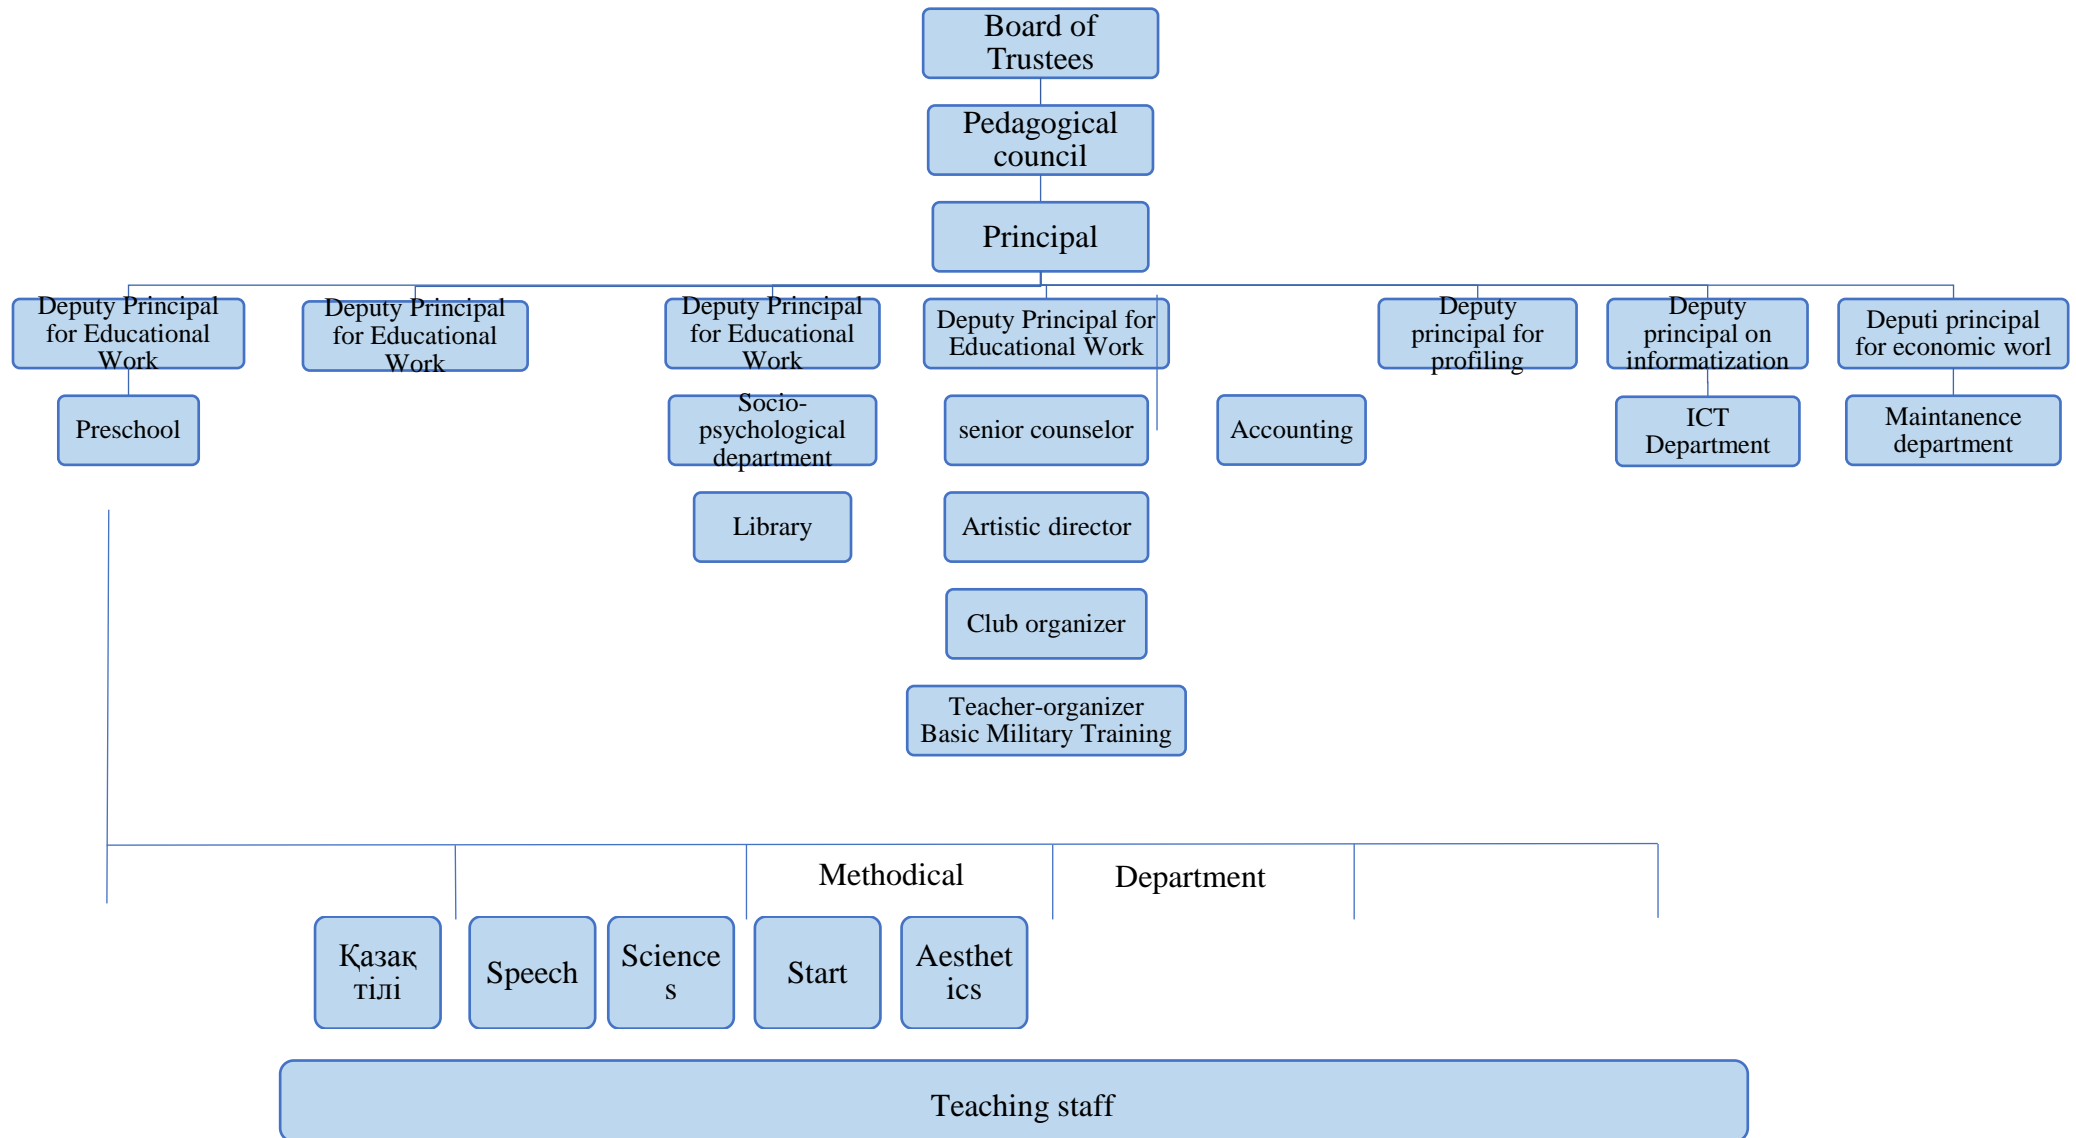 Board of
Trustees
Pedagogical
council
Principal
Deputy Principal
for Educational
Work
Deputy Principal
for Educational
Work
Deputy Principal
for Educational
Work
Deputy Principal for
Educational Work
Deputy
principal for
profiling
Deputy
principal on
informatization
Deputi principal
for economic worl
Preschool
Socio-
psychological
department
senior counselor
Accounting
ICT
Department
Maintanence
department
Library
Artistic director
Club organizer
Teacher-organizer
Basic Military Training
Methodical
Department
Қазақ
тілі
Speech
Science
s
Start
Aesthet
ics
Teaching staff